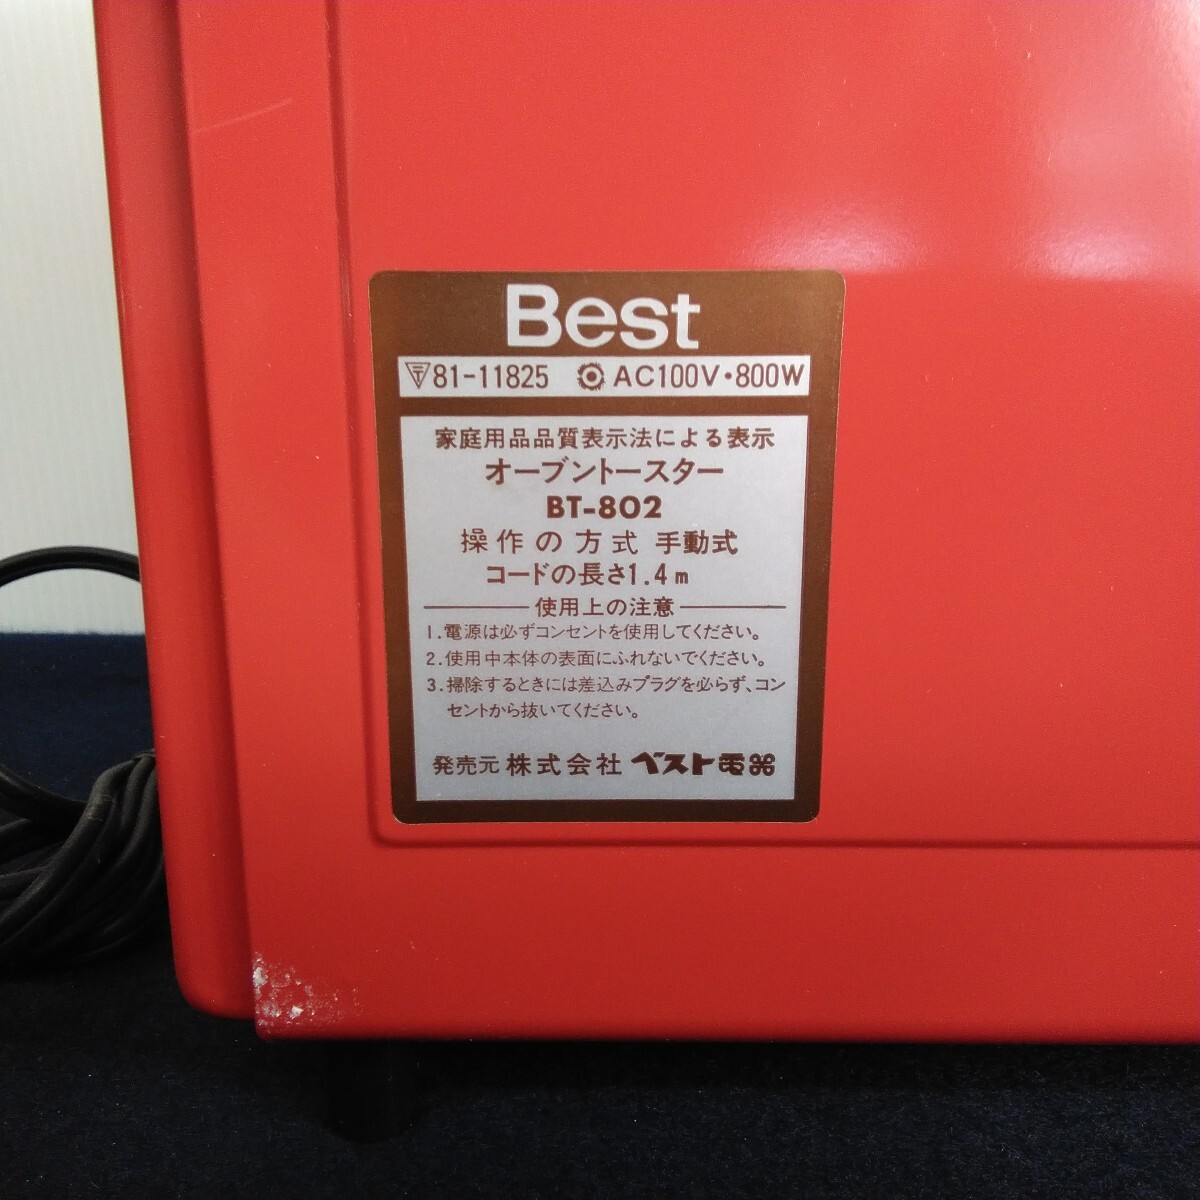 Best
81-11825 AC100V・800W
家庭用品品質表示法による表示
オーブントースター
BT-802
操作の方式 手動式
コードの長さ1.4m
使用上の注意
1.電源は必ずコンセントを使用してください。
2.使用中本体の表面にふれないでください。
3.掃除するときには差込みプラグを必らず、コン
セントから抜いてください。
発売元 株式会社 ベスト電器